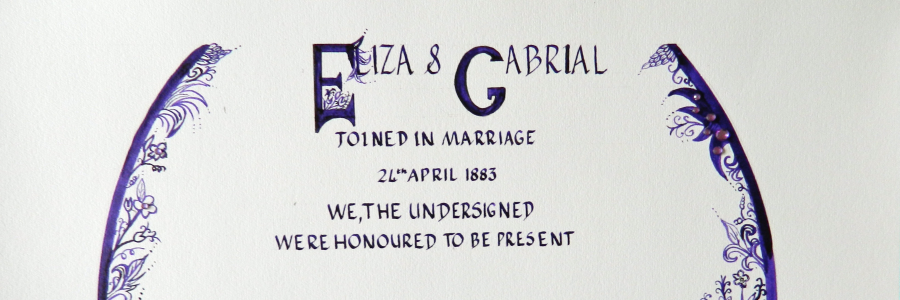 ELIZA & GABRIAL
JOINED IN MARRIAGE
24th APRIL 1883
WE, THE UNDERSIGNED
WERE HONOURED TO BE PRESENT